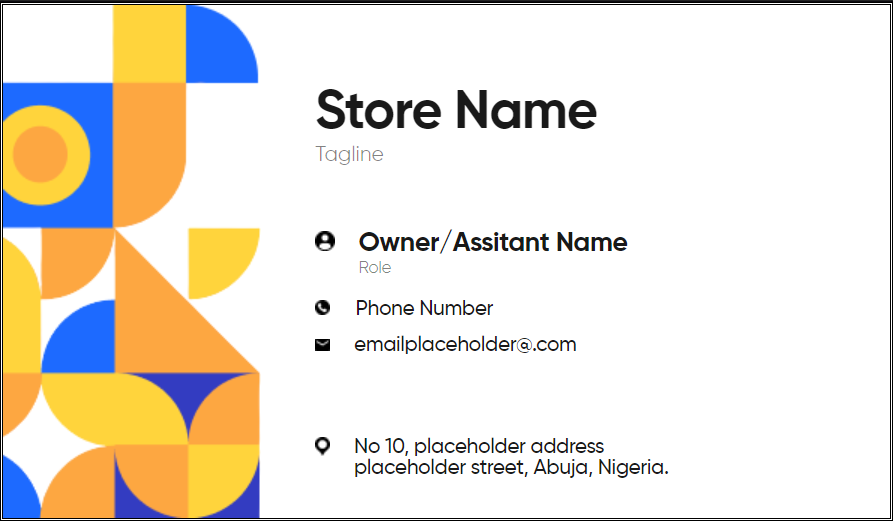 Store Name
Tagline
Owner/Assitant Name
Role
Phone Number
emailplaceholder@.com
No 10, placeholder address
placeholder street, Abuja, Nigeria.